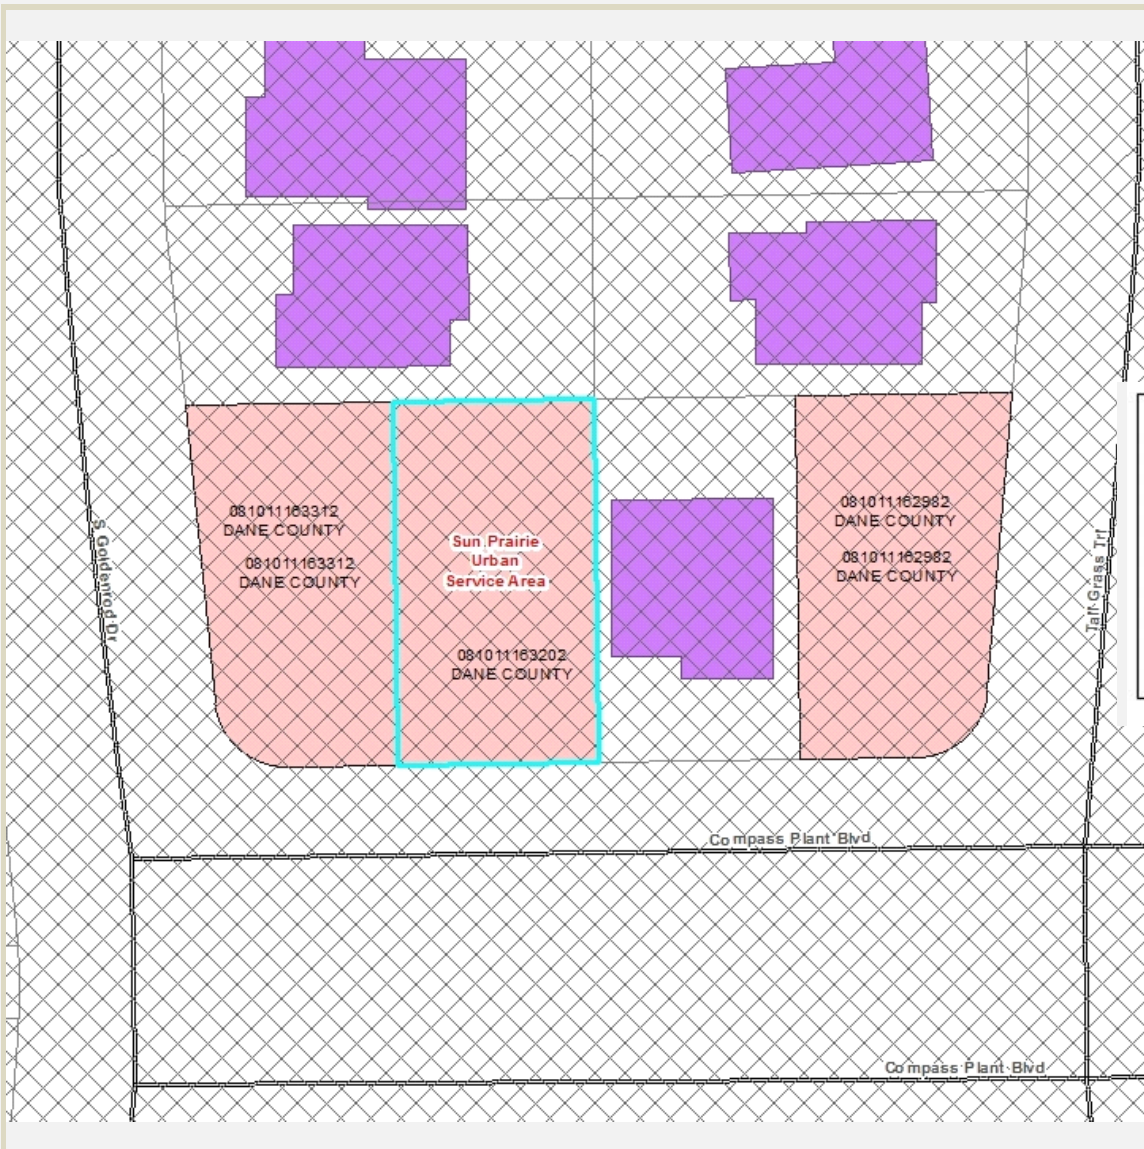 081011163312
DANE COUNTY
081011163312
DANE COUNTY
Sun Prairie
Urban
Service Area
081011163202
DANE COUNTY
081011162982
DANE COUNTY
081011162982
DANE COUNTY
S Goldenrod Dr
Tall Grass Trl
Compass Plant Blvd
Compass Plant Blvd